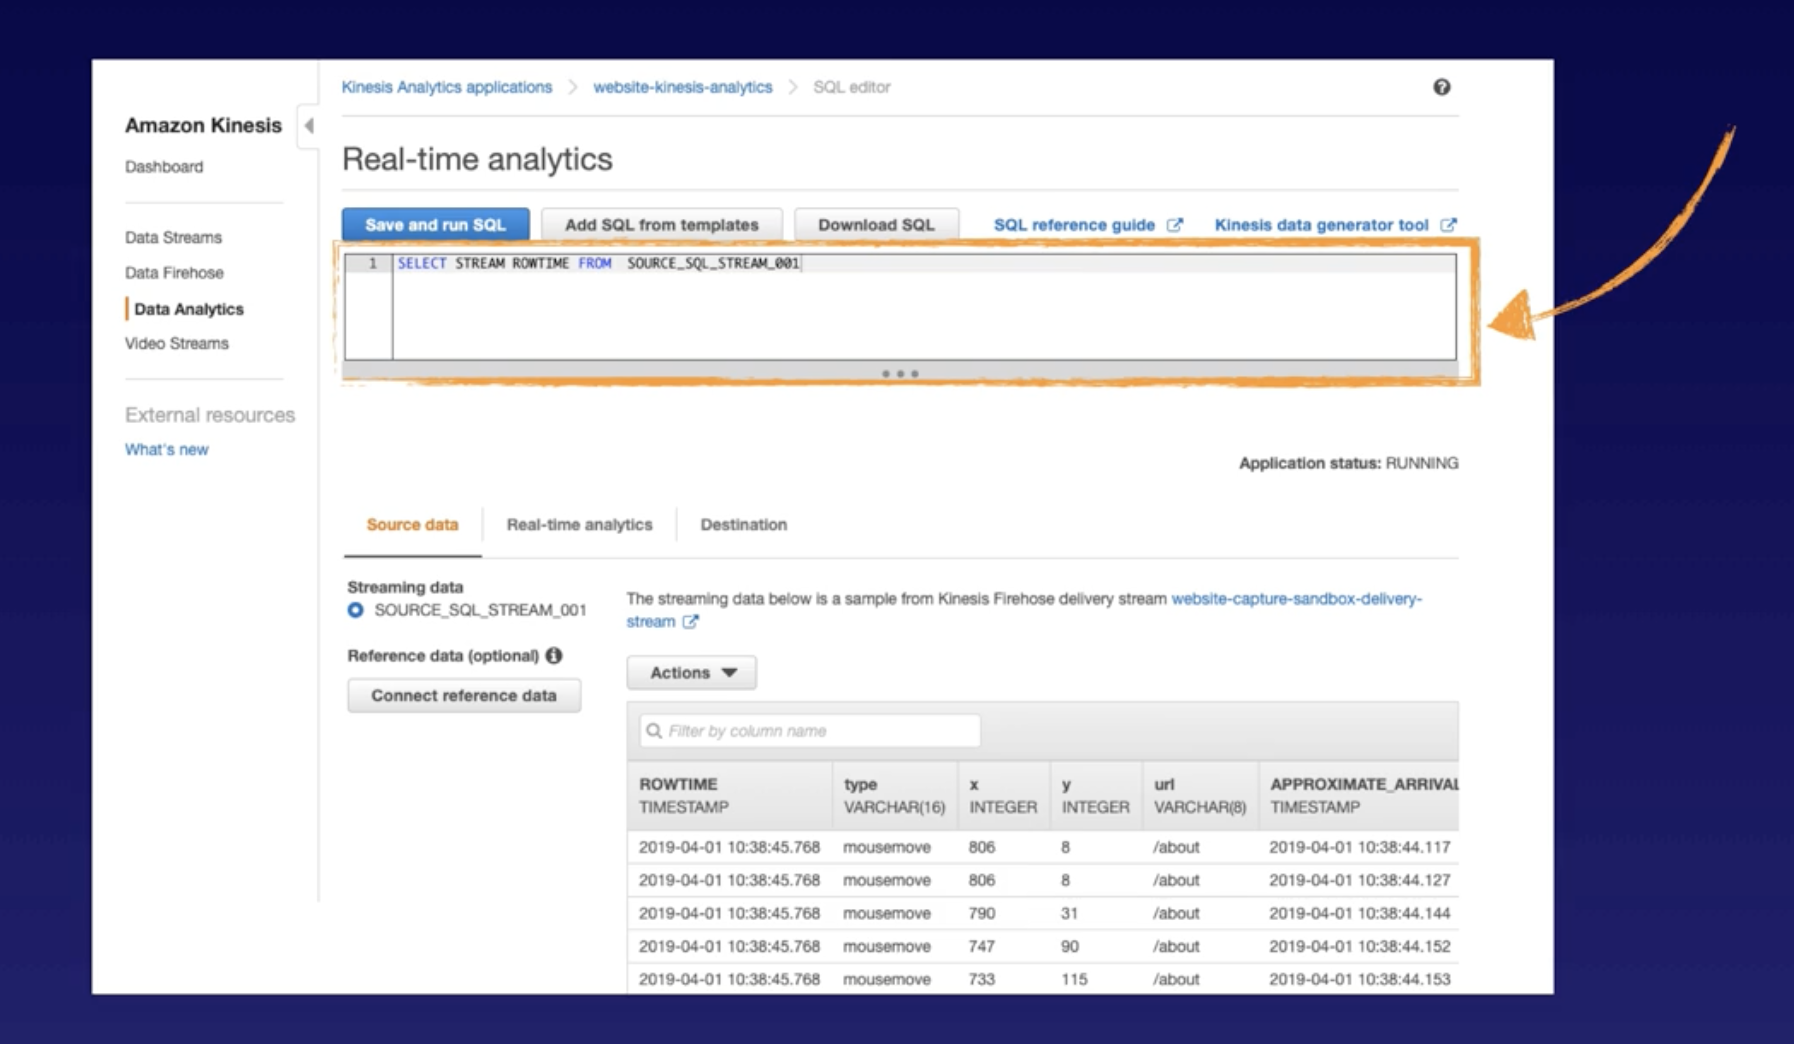 Kinesis Analytics applications > website-kinesis-analytics > SQL editor
Amazon Kinesis
Dashboard
Data Streams
Data Firehose
Data Analytics
Video Streams
External resources
What's new
Real-time analytics
Save and run SQL Add SQL from templates Download SQL SQL reference guide Kinesis data generator tool
1 SELECT STREAM ROWTIME FROM SOURCE_SQL_STREAM_001
Application status: RUNNING
Source data Real-time analytics Destination
Streaming data
SOURCE_SQL_STREAM_001
Reference data (optional)
Connect reference data
The streaming data below is a sample from Kinesis Firehose delivery stream website-capture-sandbox-delivery-
stream
Actions
Filter by column name
ROWTIME type x y url APPROXIMATE_ARRIVAL
TIMESTAMP VARCHAR(16) INTEGER INTEGER VARCHAR(8) TIMESTAMP
2019-04-01 10:38:45.768 mousemove 806 8 /about 2019-04-01 10:38:44.117
2019-04-01 10:38:45.768 mousemove 806 8 /about 2019-04-01 10:38:44.127
2019-04-01 10:38:45.768 mousemove 790 31 /about 2019-04-01 10:38:44.144
2019-04-01 10:38:45.768 mousemove 747 90 /about 2019-04-01 10:38:44.152
2019-04-01 10:38:45.768 mousemove 733 115 /about 2019-04-01 10:38:44.153